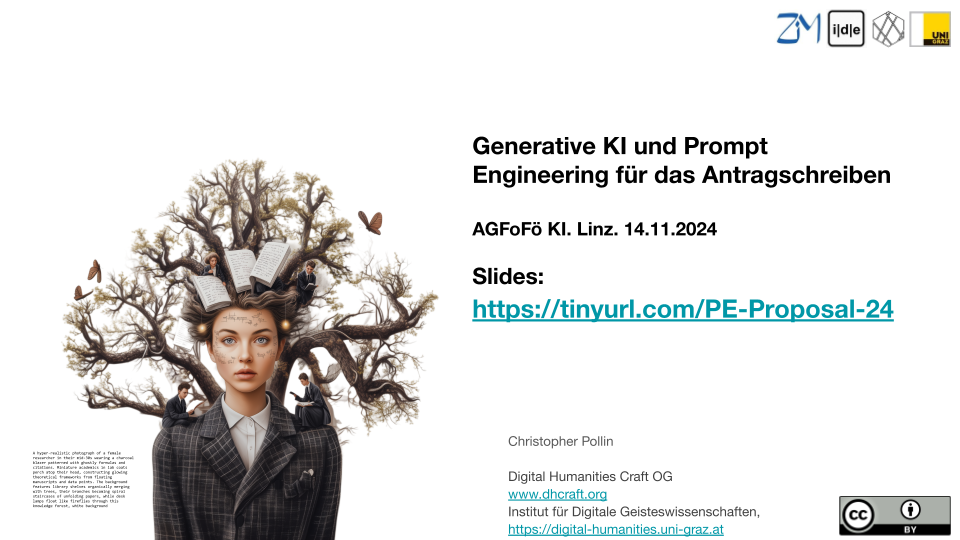 ZIM
i|d|e
UNI
GRAZ
Generative KI und Prompt
Engineering für das Antragschreiben
AGFoFö KI. Linz. 14.11.2024
Slides:
https://tinyurl.com/PE-Proposal-24
A hyper-realistic photograph of a female
researcher in their mid-30s wearing a charcoal
blazer patterned with ghostly formulas and
citations. Miniature academics in lab coats
perch atop their head, constructing glowing
theoretical frameworks from floating
manuscripts and data points. The background
features library shelves organically merging
with trees, their branches becoming spiral
staircases of unfolding papers, while desk
lamps float like fireflies through this
knowledge forest, white background
Christopher Pollin
Digital Humanities Craft OG
www.dhcraft.org
Institut für Digitale Geisteswissenschaften,
https://digital-humanities.uni-graz.at
cc
BY